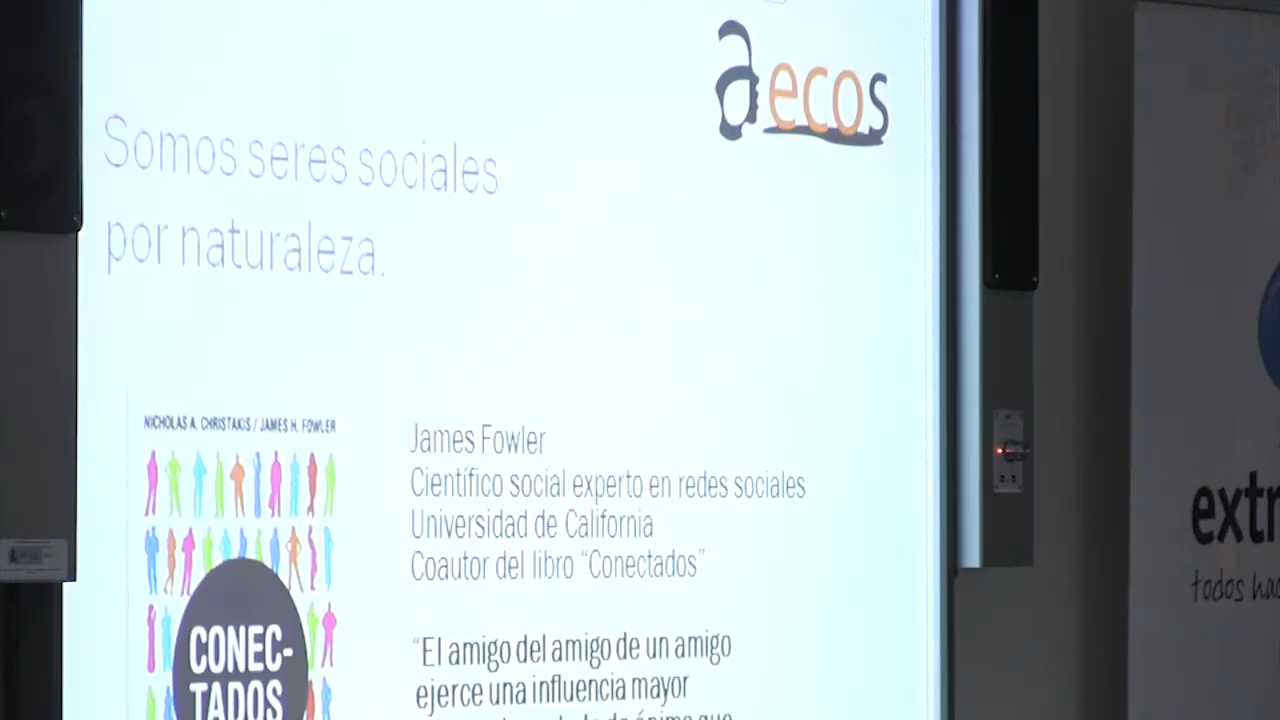 aecos
Somos seres sociales
por naturaleza.
NICHOLAS A. CHRISTAKIS / JAMES H. FOWLER
CONEC-
TADOS
James Fowler
Científico social experto en redes sociales
Universidad de California
Coautor del libro “Conectados”
“El amigo del amigo de un amigo
ejerce una influencia mayor
extr
todos hac